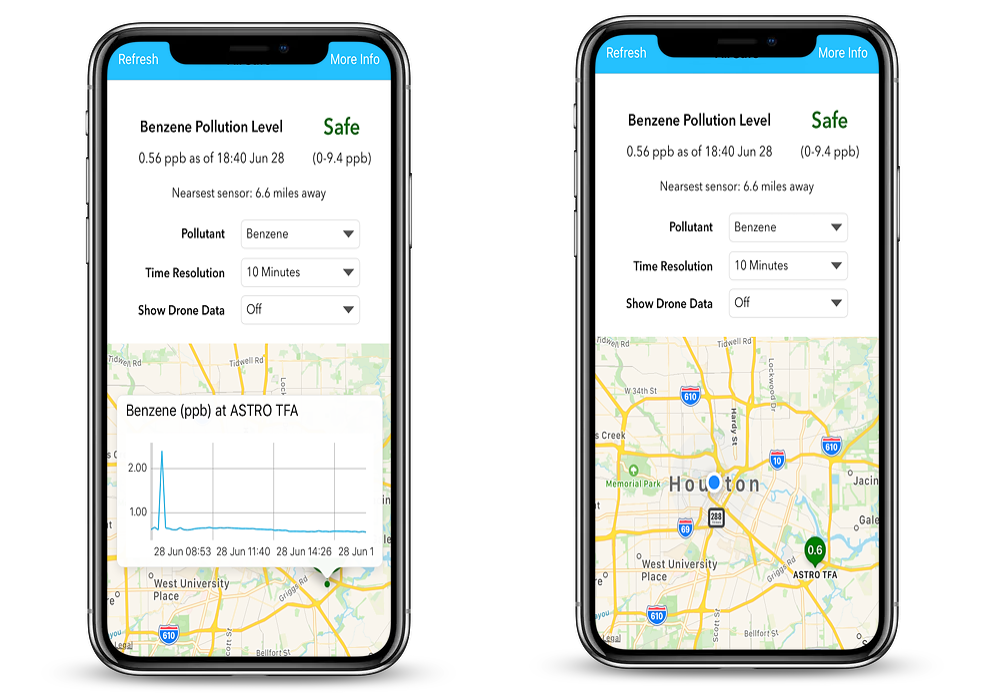 Refresh
More Info
Benzene Pollution Level
Safe
0.56 ppb as of 18:40 Jun 28
(0-9.4 ppb)
Nearsest sensor: 6.6 miles away
Pollutant
Benzene
Time Resolution
10 Minutes
Show Drone Data
Off
Tidwell Rd
Tidwell Rd
Benzene (ppb) at ASTRO TFA
2.00
1.00
28 Jun 08:53
28 Jun 11:40
28 Jun 14:26
28 Jun 1
West University
Place
Griggs Rd
610
Bellfort St
Refresh
More Info
Benzene Pollution Level
Safe
0.56 ppb as of 18:40 Jun 28
(0-9.4 ppb)
Nearsest sensor: 6.6 miles away
Pollutant
Benzene
Time Resolution
10 Minutes
Show Drone Data
Off
Tidwell Rd
Tidwell Rd
Lockwood Dr
W 34th St
610
Hardy St
s Creek
610
10
Memorial Park
Houston
Jacin
288
69
Gale
0.6
ASTRO TFA
West University
Place
Griggs Rd
610
Bellfort St